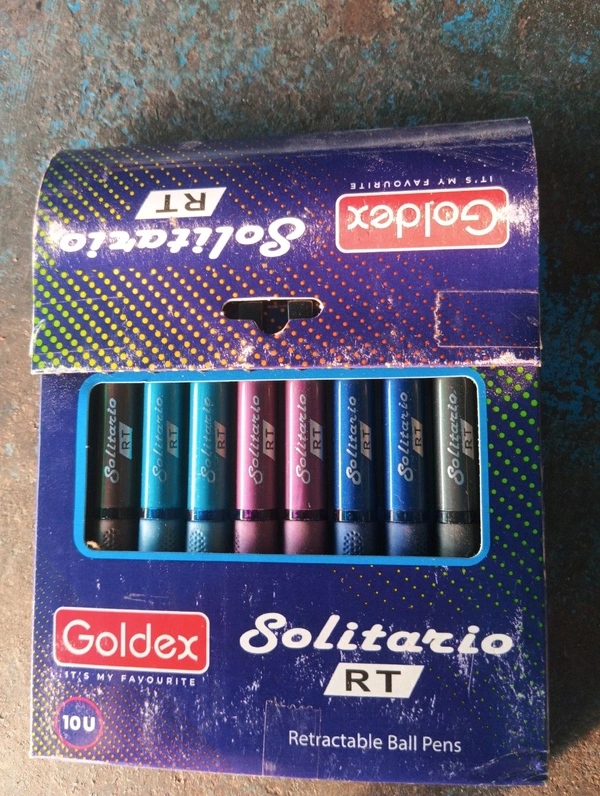 Solitario
RT
Goldex
IT'S MY FAVOURITE
Solitario RT
Solitario RT
Solitario RT
Solitario RT
Solitario RT
Solitario RT
Solitario RT
Solitario RT
Goldex
IT'S MY FAVOURITE
Solitario
RT
10 U
Retractable Ball Pens